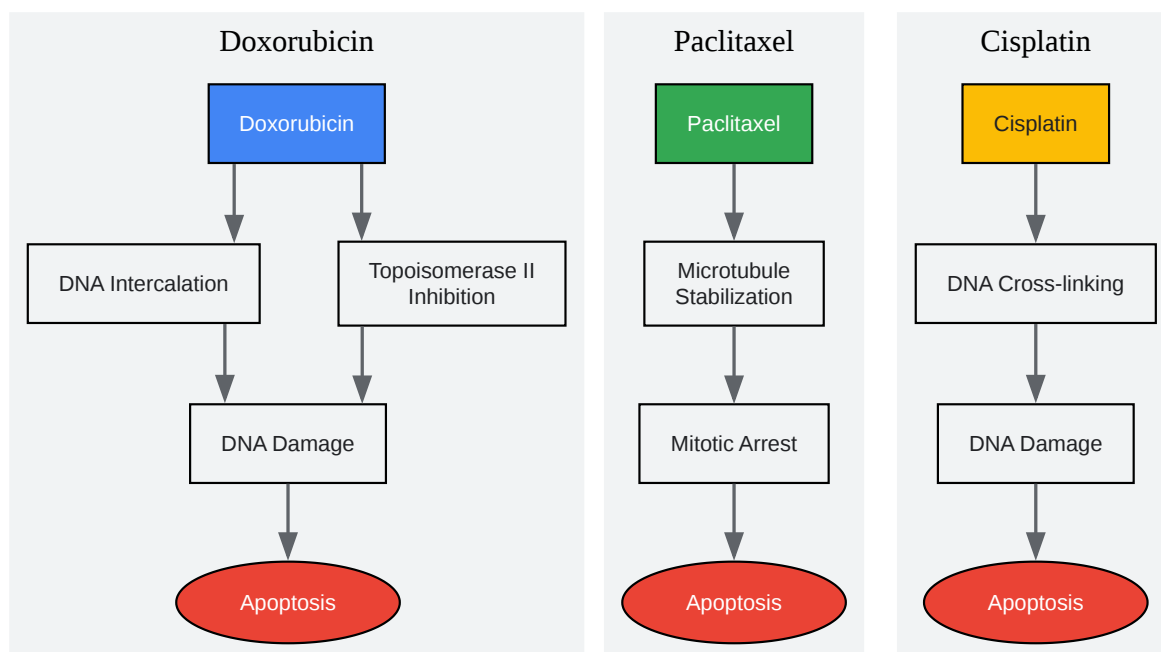 Doxorubicin
Doxorubicin
DNA Intercalation
Topoisomerase II
Inhibition
DNA Damage
Apoptosis
Paclitaxel
Paclitaxel
Microtubule
Stabilization
Mitotic Arrest
Apoptosis
Cisplatin
Cisplatin
DNA Cross-linking
DNA Damage
Apoptosis